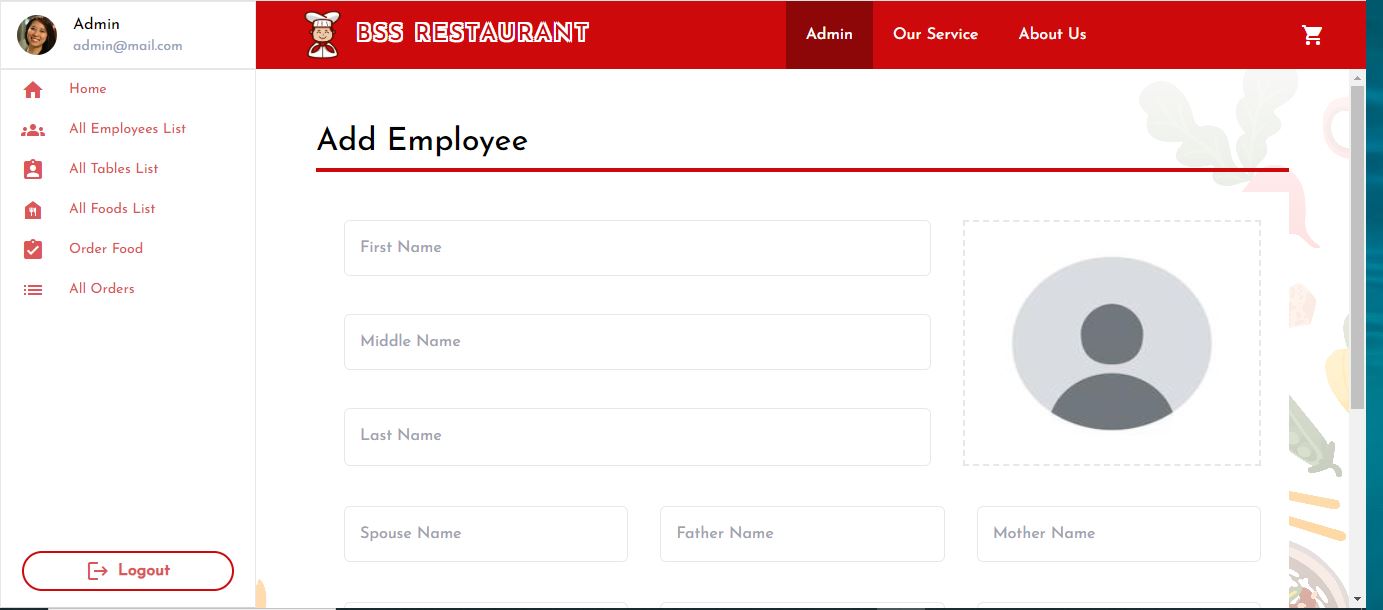 Admin
admin@mail.com
BSS RESTAURANT
Admin
Our Service
About Us
Home
All Employees List
All Tables List
All Foods List
Order Food
All Orders
Logout
Add Employee
First Name
Middle Name
Last Name
Spouse Name
Father Name
Mother Name